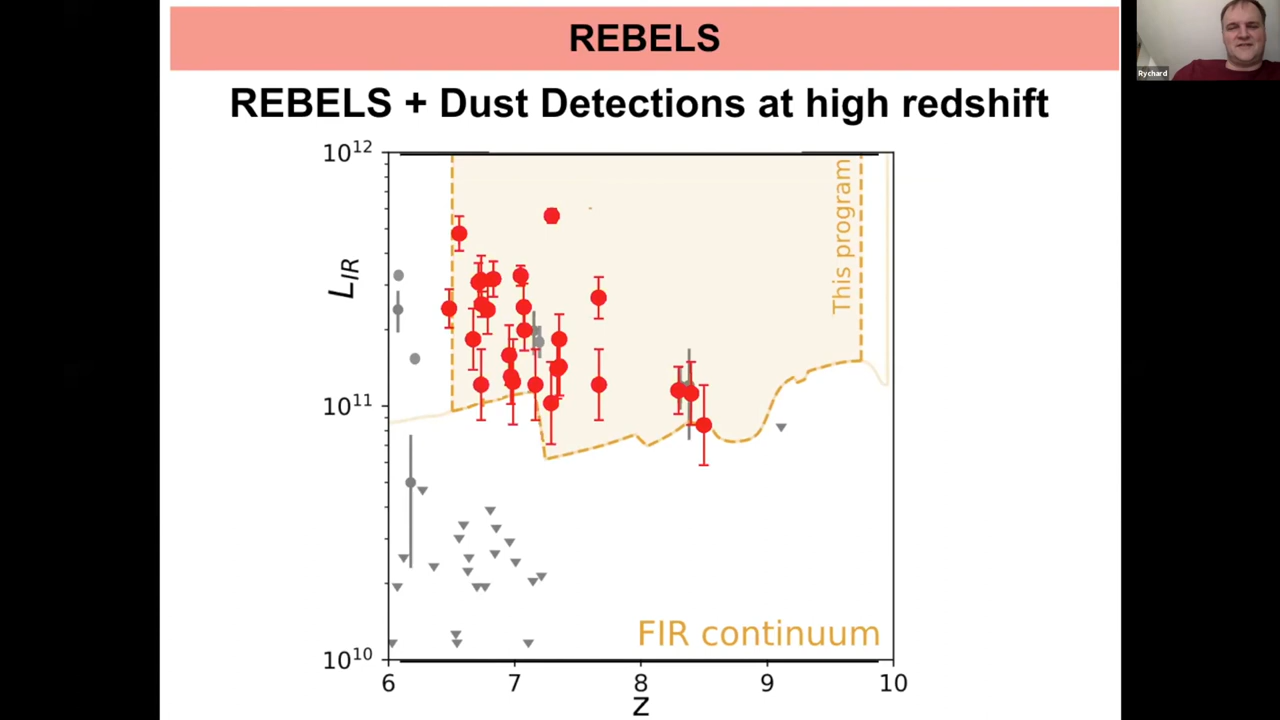 REBELS
Rychard
REBELS + Dust Detections at high redshift
10¹²
This program
L_IR
10¹¹
FIR continuum
10¹⁰
6 7 8 9 10
z